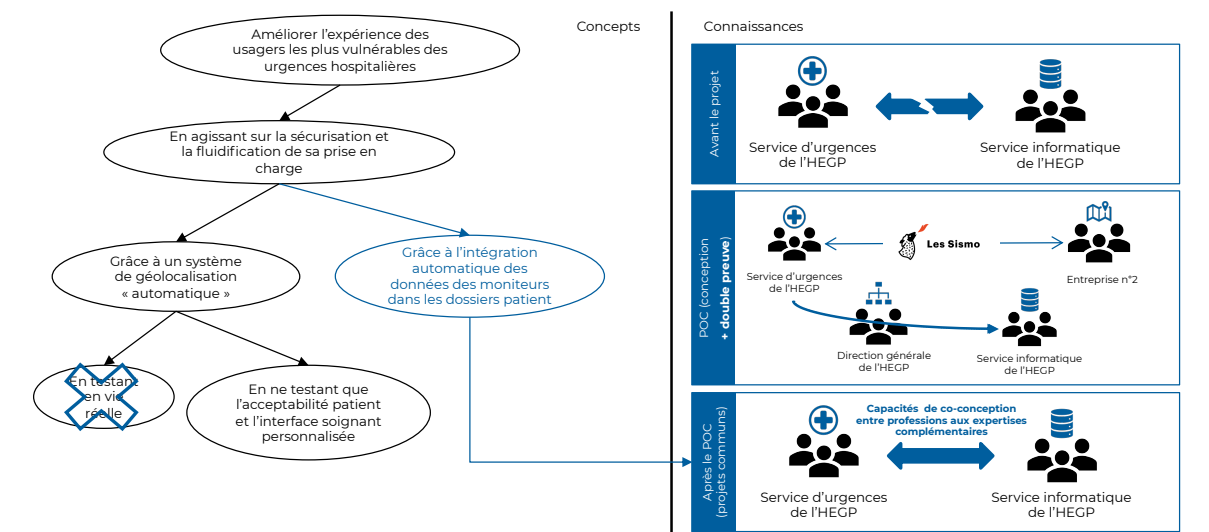 Concepts
Améliorer l'expérience des
usagers les plus vulnérables des
urgences hospitalières
En agissant sur la sécurisation et
la fluidification de sa prise en
charge
Grâce à un système
de géolocalisation
« automatique »
Grâce à l'intégration
automatique des
données des moniteurs
dans les dossiers patient
En testant
en vie
réelle
En ne testant que
l'acceptabilité patient
et l'interface soignant
personnalisée
Connaissances
Avant le projet
Service d'urgences
de l'HEGP
Service informatique
de l'HEGP
POC (conception
+ double preuve)
Les Sismo
Service d'urgences
de l'HEGP
Entreprise n°2
Direction générale
de l'HEGP
Service informatique
de l'HEGP
Après le POC
(projets communs)
Capacités de co-conception
entre professions aux expertises
complémentaires
Service d'urgences
de l'HEGP
Service informatique
de l'HEGP